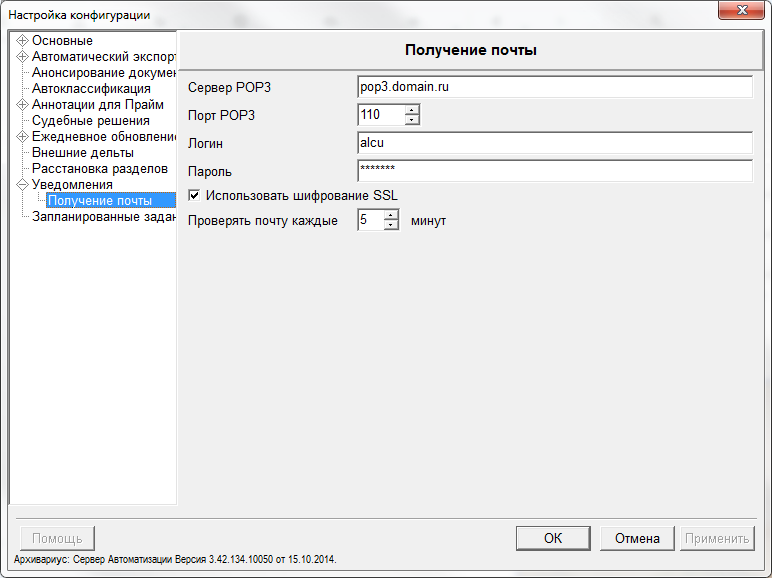 Настройка конфигурации
Основные
Автоматический экспорт
Анонсирование докумен
Автоклассификация
Аннотации для Прайм
Судебные решения
Ежедневное обновление
Внешние дельты
Расстановка разделов
Уведомления
Получение почты
Запланированные задан
Получение почты
Сервер POP3 pop3.domain.ru
Порт POP3 110
Логин alcu
Пароль *******
Использовать шифрование SSL
Проверять почту каждые 5 минут
Помощь OK Отмена Применить
Архивариус: Сервер Автоматизации Версия 3.42.134.10050 от 15.10.2014.